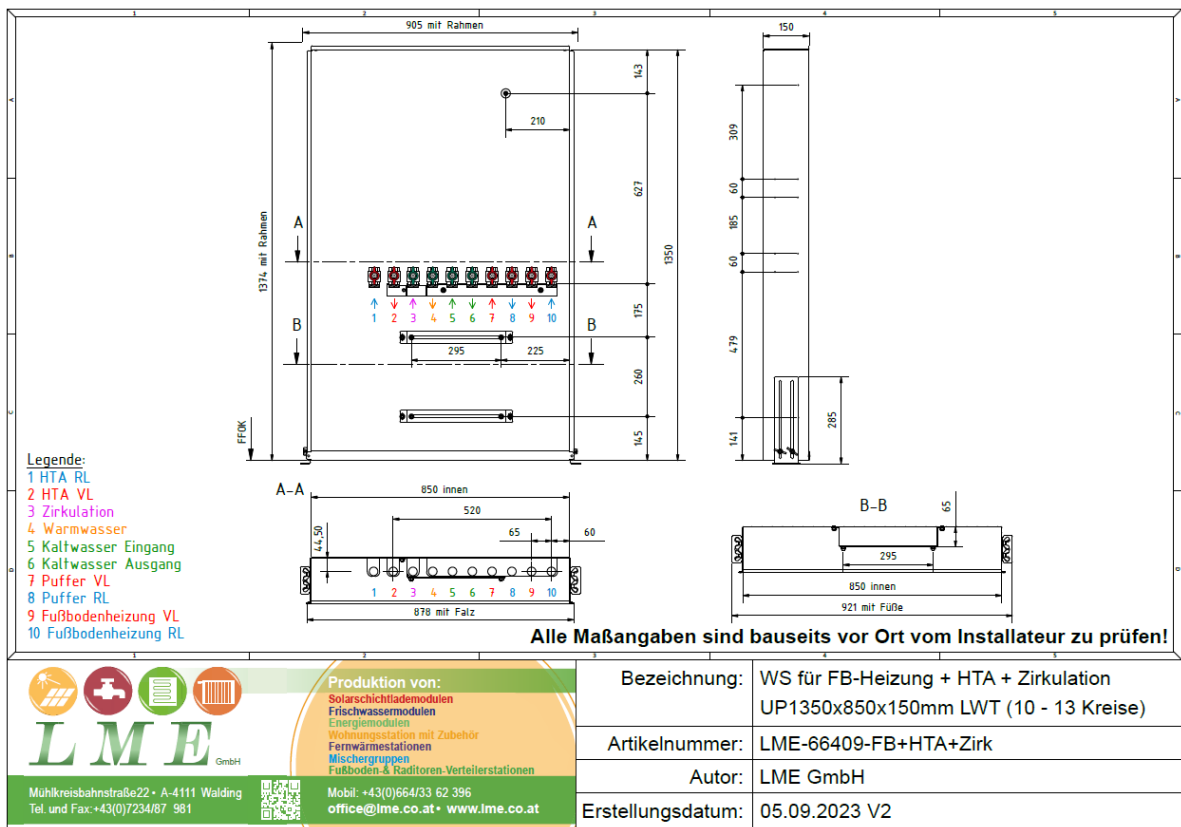 1 2 3 4 5
905 mit Rahmen
150
143
210
309
627
60
A A
185
1374 mit Rahmen
1350
60
1 2 3 4 5 6 7 8 9 10
175
B B
295 225
479
260
285
FFOK
145
141
Legende:
1 HTA RL
2 HTA VL
3 Zirkulation
4 Warmwasser
5 Kaltwasser Eingang
6 Kaltwasser Ausgang
7 Puffer VL
8 Puffer RL
9 Fußbodenheizung VL
10 Fußbodenheizung RL
A-A
850 innen
520
65 60
44,50
1 2 3 4 5 6 7 8 9 10
878 mit Falz
B-B
65
295
850 innen
921 mit Füße
Alle Maßangaben sind bauseits vor Ort vom Installateur zu prüfen!
LME GmbH
Mühlkreisbahnstraße22 • A-4111 Walding
Tel. und Fax:+43(0)7234/87 981
Produktion von:
Solarschichtlademodulen
Frischwassermodulen
Energiemodulen
Wohnungsstation mit Zubehör
Fernwärmestationen
Mischergruppen
Fußboden-& Raditoren-Verteilerstationen
Mobil: +43(0)664/33 62 396
office@lme.co.at • www.lme.co.at
Bezeichnung: WS für FB-Heizung + HTA + Zirkulation
UP1350x850x150mm LWT (10 - 13 Kreise)
Artikelnummer: LME-66409-FB+HTA+Zirk
Autor: LME GmbH
Erstellungsdatum: 05.09.2023 V2